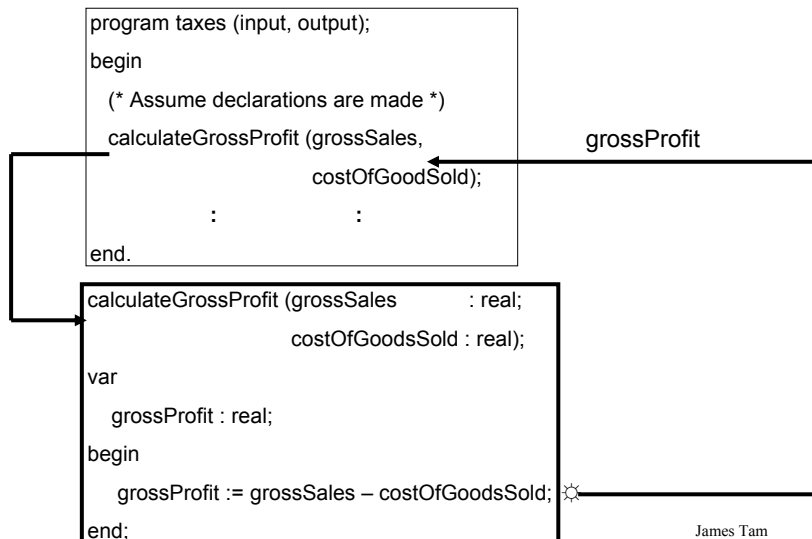 program taxes (input, output);
begin
(* Assume declarations are made *)
calculateGrossProfit (grossSales,
grossProfit
costOfGoodSold);
: :
end.
calculateGrossProfit (grossSales : real;
costOfGoodsSold : real);
var
grossProfit : real;
begin
grossProfit := grossSales – costOfGoodsSold;
end;
James Tam